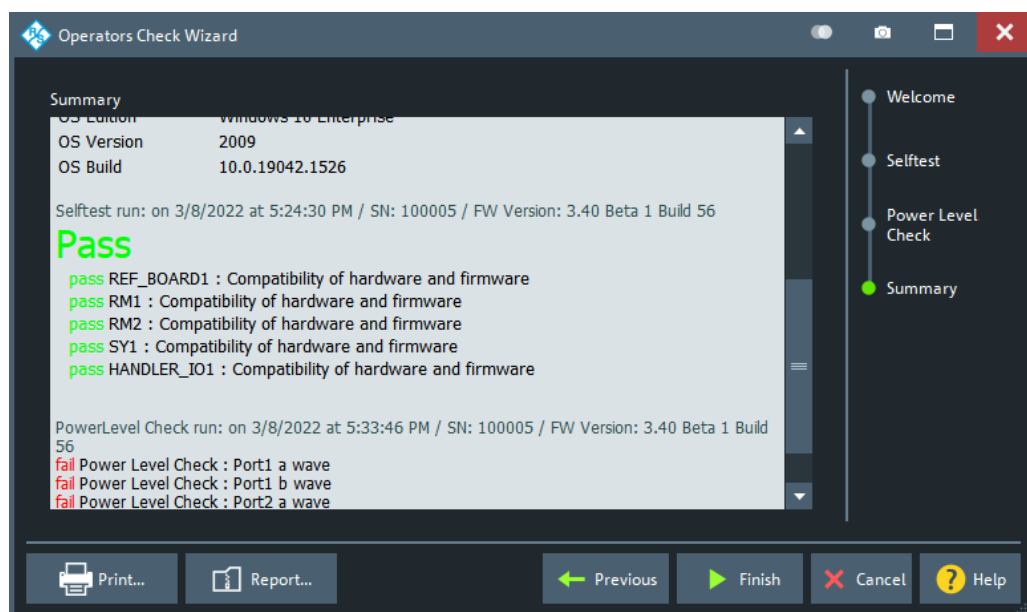 Operators Check Wizard
Summary
OS Edition Windows 10 Enterprise
OS Version 2009
OS Build 10.0.19042.1526
Selftest run: on 3/8/2022 at 5:24:30 PM / SN: 100005 / FW Version: 3.40 Beta 1 Build 56
Pass
pass REF_BOARD1 : Compatibility of hardware and firmware
pass RM1 : Compatibility of hardware and firmware
pass RM2 : Compatibility of hardware and firmware
pass SY1 : Compatibility of hardware and firmware
pass HANDLER_IO1 : Compatibility of hardware and firmware
PowerLevel Check run: on 3/8/2022 at 5:33:46 PM / SN: 100005 / FW Version: 3.40 Beta 1 Build
56
fail Power Level Check : Port1 a wave
fail Power Level Check : Port1 b wave
fail Power Level Check : Port2 a wave
Welcome
Selftest
Power Level
Check
Summary
Print...
Report...
Previous
Finish
Cancel
? Help